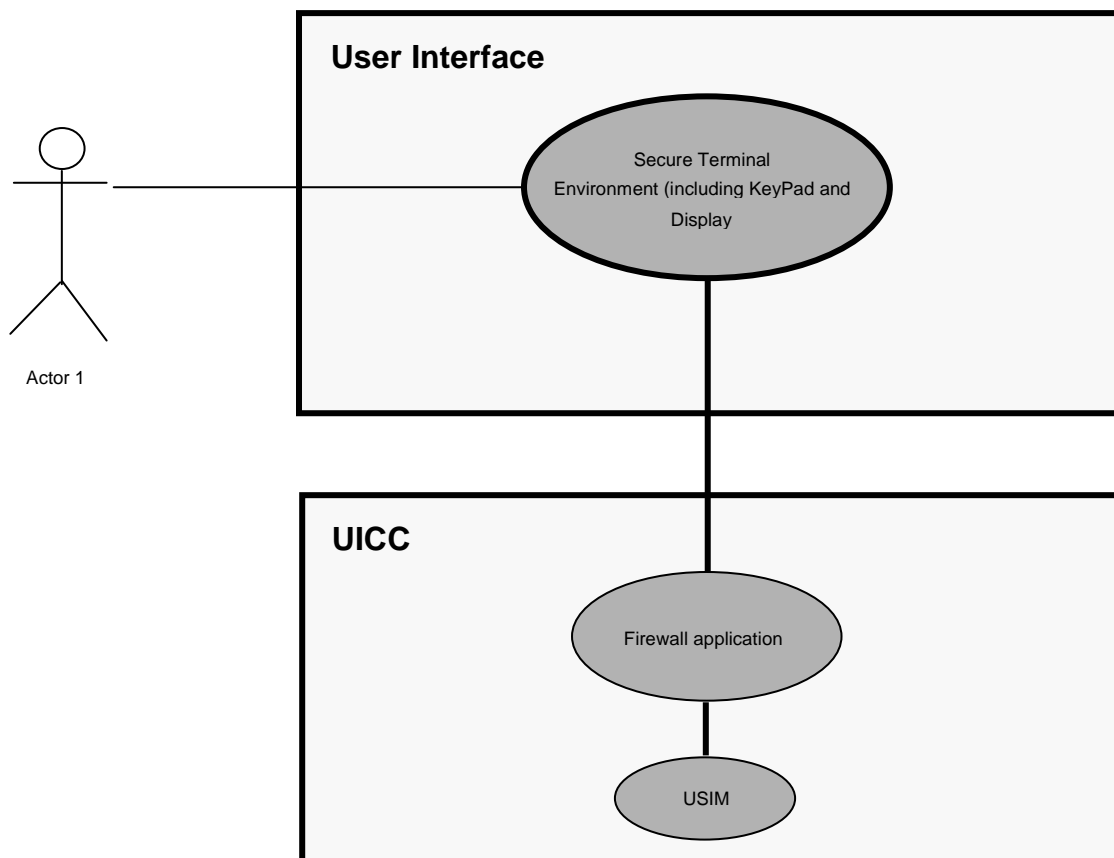 User Interface
Secure Terminal
Environment (including KeyPad and
Display
Actor 1
UICC
Firewall application
USIM